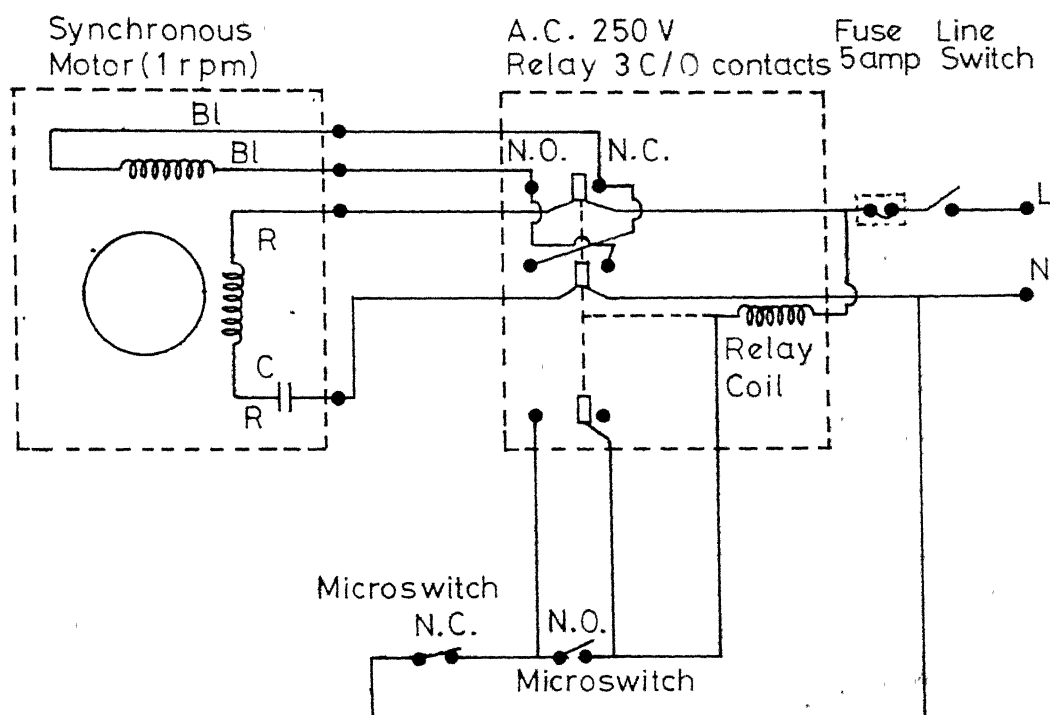 Synchronous
Motor (1 rpm)
A.C. 250 V
Relay 3 C/O contacts
Fuse
5amp
Line
Switch
Bl
Bl
N.O.
N.C.
L
R
N
C
R
Relay
Coil
Microswitch
N.C.
N.O.
Microswitch